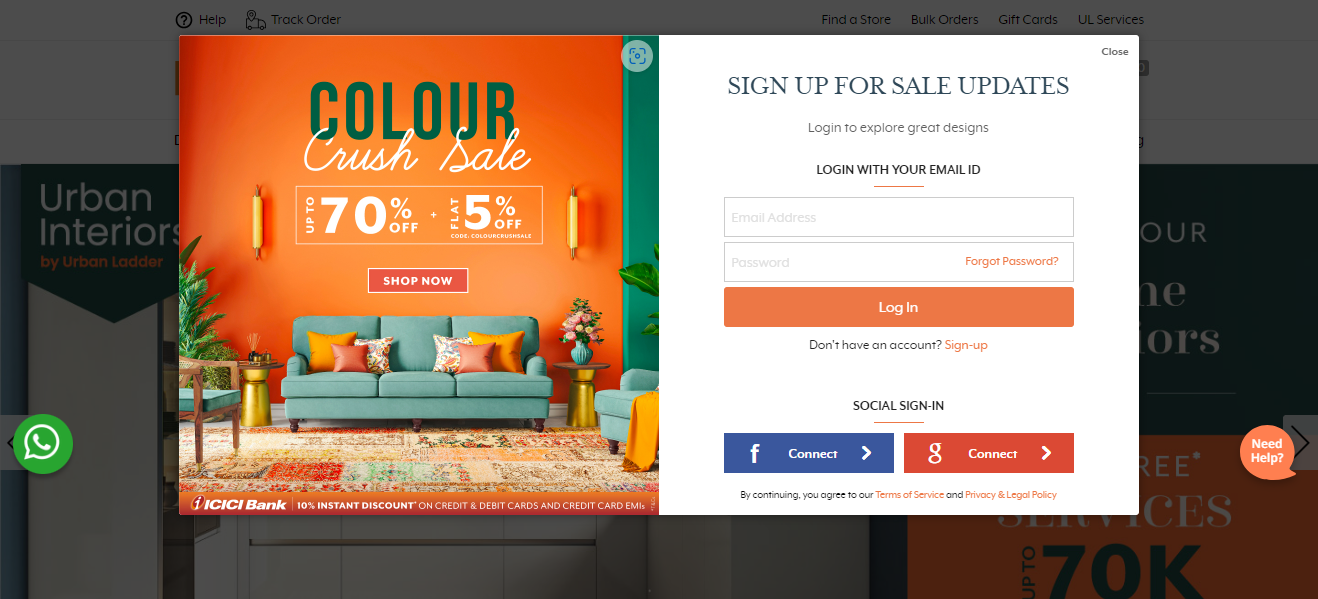 Help
Track Order
Find a Store
Bulk Orders
Gift Cards
UL Services
Close
COLOUR
Crush Sale
UP TO 70% OFF + FLAT 5% OFF
CODE: COLOURCRUSHSALE
SHOP NOW
ICICI Bank | 10% INSTANT DISCOUNT* ON CREDIT & DEBIT CARDS AND CREDIT CARD EMIs
SIGN UP FOR SALE UPDATES
Login to explore great designs
LOGIN WITH YOUR EMAIL ID
Email Address
Password
Forgot Password?
Log In
Don't have an account? Sign-up
SOCIAL SIGN-IN
f Connect
g Connect
By continuing, you agree to our Terms of Service and Privacy & Legal Policy
Urban
Interiors
by Urban Ladder
OUR
Need
Help?
SERVICES
UP TO 70K